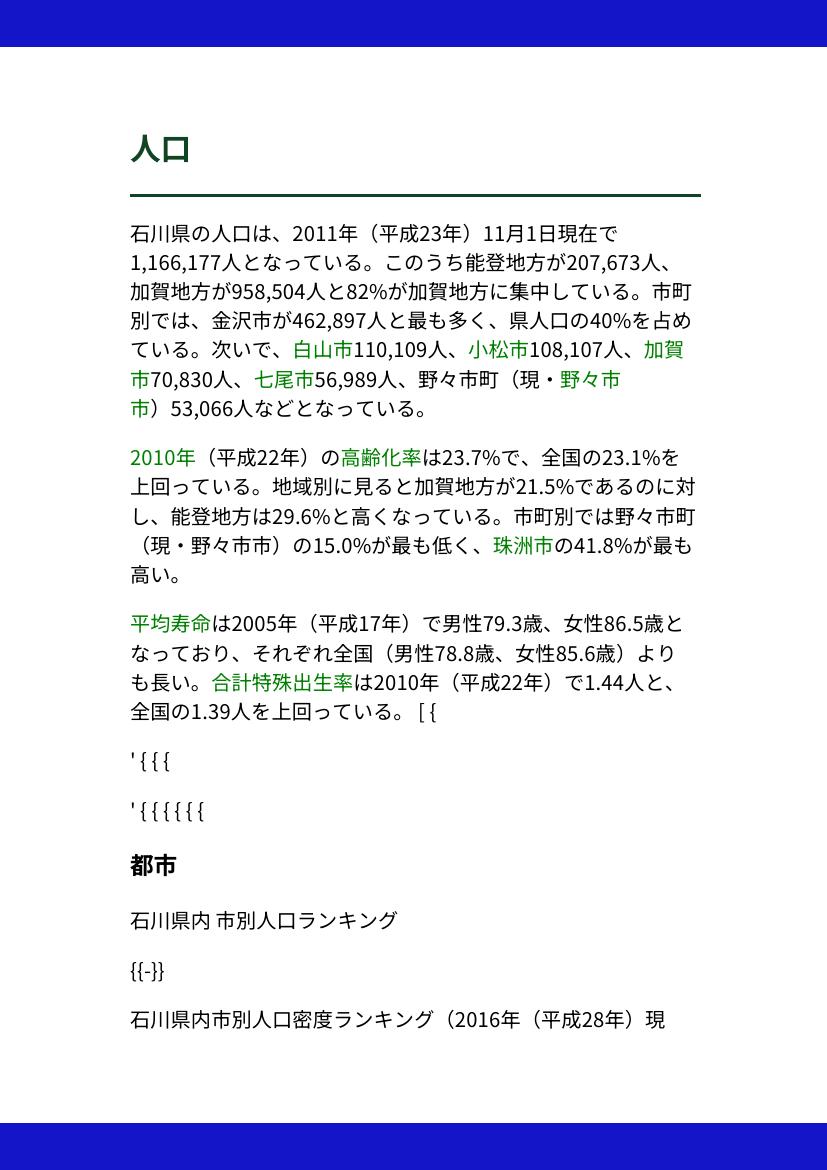 人口
石川県の人口は、2011年（平成23年）11月1日現在で
1,166,177人となっている。このうち能登地方が207,673人、
加賀地方が958,504人と82%が加賀地方に集中している。市町
別では、金沢市が462,897人と最も多く、県人口の40%を占め
ている。次いで、白山市110,109人、小松市108,107人、加賀
市70,830人、七尾市56,989人、野々市町（現・野々市
市）53,066人などとなっている。
2010年（平成22年）の高齢化率は23.7%で、全国の23.1%を
上回っている。地域別に見ると加賀地方が21.5%であるのに対
し、能登地方は29.6%と高くなっている。市町別では野々市町
（現・野々市市）の15.0%が最も低く、珠洲市の41.8%が最も
高い。
平均寿命は2005年（平成17年）で男性79.3歳、女性86.5歳と
なっており、それぞれ全国（男性78.8歳、女性85.6歳）より
も長い。合計特殊出生率は2010年（平成22年）で1.44人と、
全国の1.39人を上回っている。 [ {
' { { {
' { { { { { {
都市
石川県内 市別人口ランキング
{{-}}
石川県内市別人口密度ランキング（2016年（平成28年）現